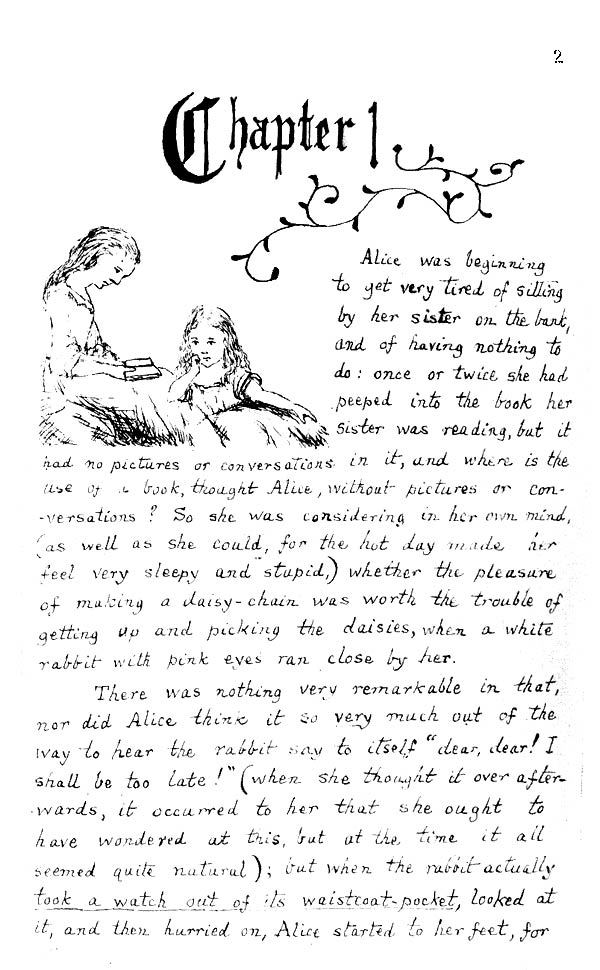 2
Chapter 1
Alice was beginning
to get very tired of sitting
by her sister on the bank,
and of having nothing to
do: once or twice she had
peeped into the book her
sister was reading, but it
had no pictures or conversations in it, and where is the
use of a book, thought Alice, without pictures or con-
-versations? So she was considering in her own mind,
(as well as she could, for the hot day made her
feel very sleepy and stupid,) whether the pleasure
of making a daisy-chain was worth the trouble of
getting up and picking the daisies, when a white
rabbit with pink eyes ran close by her.
There was nothing very remarkable in that,
nor did Alice think it so very much out of the
way to hear the rabbit say to itself "dear, dear! I
shall be too late!" (when she thought it over after-
wards, it occurred to her that she ought to
have wondered at this, but at the time it all
seemed quite natural); but when the rabbit actually
took a watch out of its waistcoat-pocket, looked at
it, and then hurried on, Alice started to her feet, for